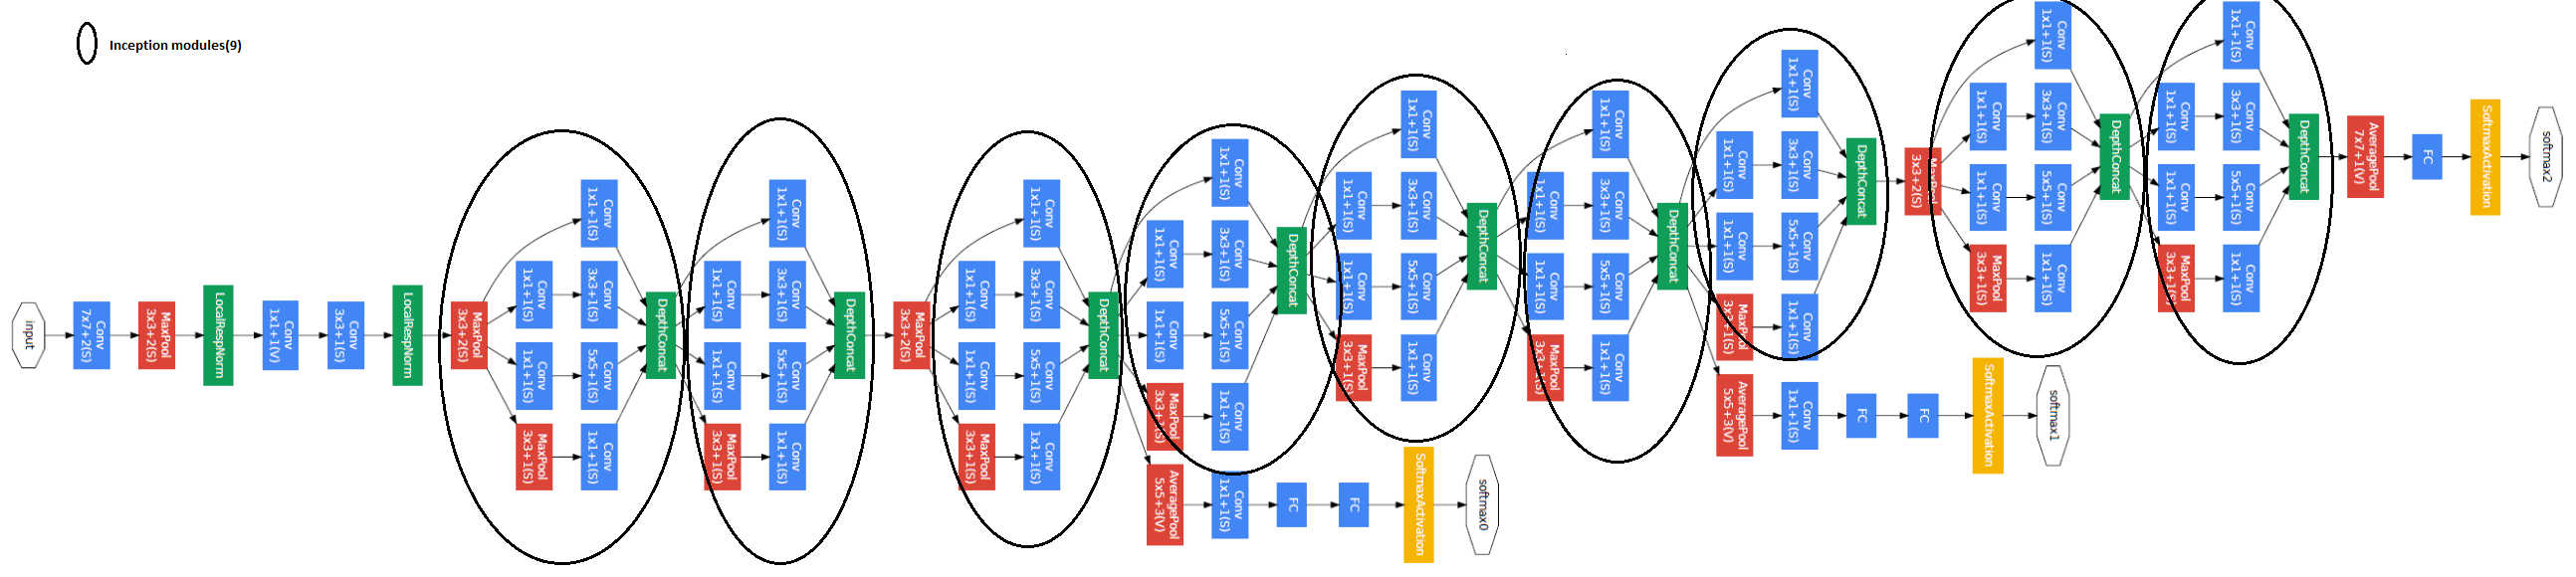 Inception modules(9)
input
Conv
7x7+2(S)
MaxPool
3x3+2(S)
LocalRespNorm
Conv
1x1+1(V)
Conv
3x3+1(S)
LocalRespNorm
MaxPool
3x3+2(S)
Conv
1x1+1(S)
Conv
1x1+1(S)
MaxPool
3x3+1(S)
Conv
1x1+1(S)
Conv
3x3+1(S)
Conv
5x5+1(S)
Conv
1x1+1(S)
DepthConcat
Conv
1x1+1(S)
Conv
1x1+1(S)
MaxPool
3x3+1(S)
Conv
1x1+1(S)
Conv
3x3+1(S)
Conv
5x5+1(S)
Conv
1x1+1(S)
DepthConcat
MaxPool
3x3+2(S)
Conv
1x1+1(S)
Conv
1x1+1(S)
MaxPool
3x3+1(S)
Conv
1x1+1(S)
Conv
3x3+1(S)
Conv
5x5+1(S)
Conv
1x1+1(S)
DepthConcat
Conv
1x1+1(S)
Conv
1x1+1(S)
MaxPool
3x3+1(S)
AveragePool
5x5+3(V)
Conv
1x1+1(S)
Conv
3x3+1(S)
Conv
5x5+1(S)
Conv
1x1+1(S)
Conv
1x1+1(S)
DepthConcat
FC
FC
SoftmaxActivation
softmax0
Conv
1x1+1(S)
Conv
1x1+1(S)
MaxPool
3x3+1(S)
Conv
1x1+1(S)
Conv
3x3+1(S)
Conv
5x5+1(S)
Conv
1x1+1(S)
DepthConcat
Conv
1x1+1(S)
Conv
1x1+1(S)
MaxPool
3x3+1(S)
Conv
1x1+1(S)
Conv
3x3+1(S)
Conv
5x5+1(S)
Conv
1x1+1(S)
DepthConcat
Conv
1x1+1(S)
Conv
1x1+1(S)
MaxPool
3x3+1(S)
AveragePool
5x5+3(V)
Conv
1x1+1(S)
Conv
3x3+1(S)
Conv
5x5+1(S)
Conv
1x1+1(S)
Conv
1x1+1(S)
DepthConcat
FC
FC
SoftmaxActivation
softmax1
MaxPool
3x3+2(S)
Conv
1x1+1(S)
Conv
1x1+1(S)
MaxPool
3x3+1(S)
Conv
1x1+1(S)
Conv
3x3+1(S)
Conv
5x5+1(S)
Conv
1x1+1(S)
DepthConcat
Conv
1x1+1(S)
Conv
1x1+1(S)
MaxPool
3x3+1(S)
Conv
1x1+1(S)
Conv
3x3+1(S)
Conv
5x5+1(S)
Conv
1x1+1(S)
DepthConcat
AveragePool
7x7+1(V)
FC
SoftmaxActivation
softmax2